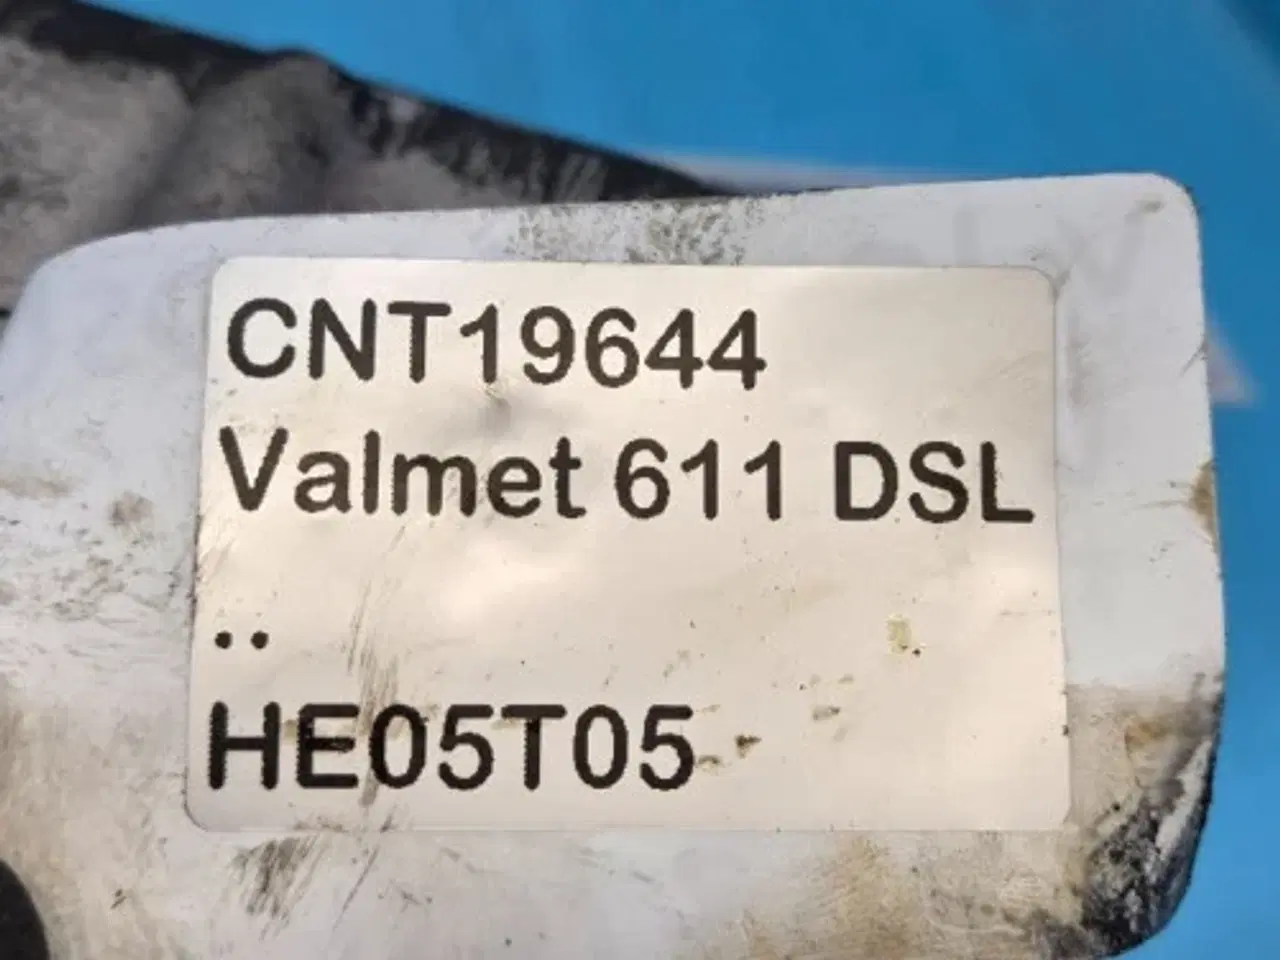 CNT19644
Valmet 611 DSL
..
HE05T05